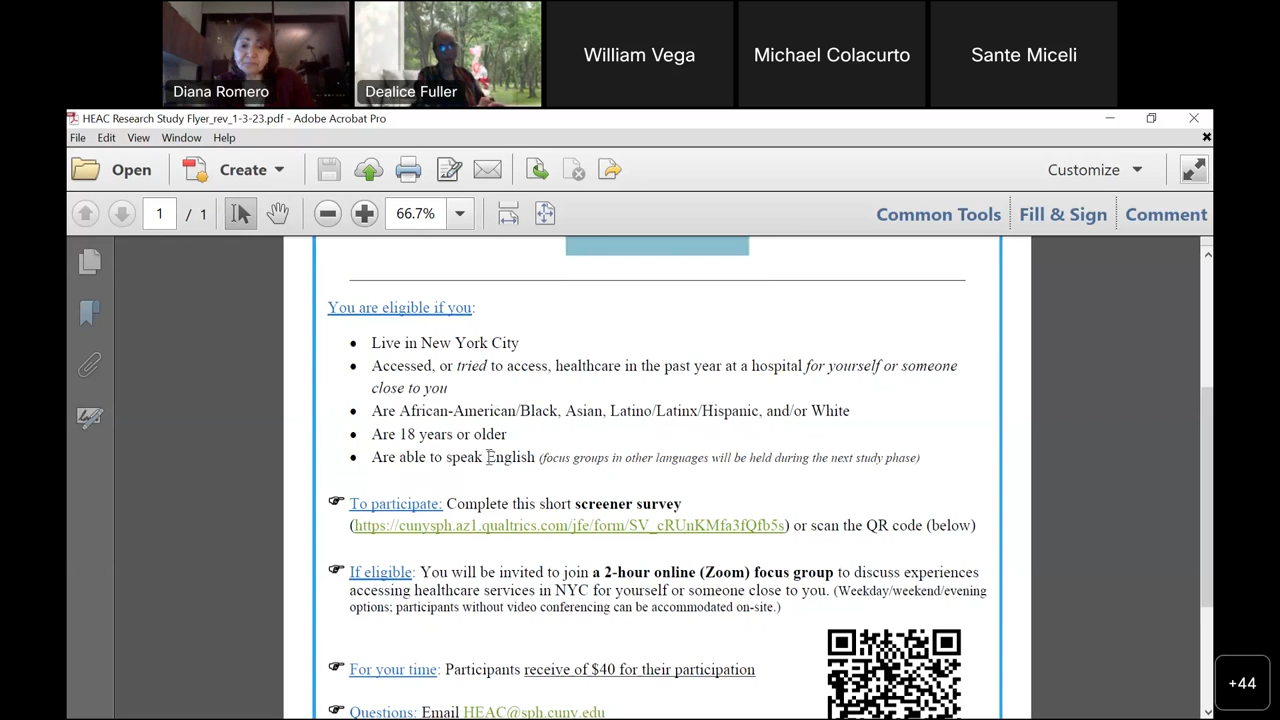 Diana Romero
Dealice Fuller
William Vega
Michael Colacurto
Sante Miceli
HEAC Research Study Flyer_rev_1-3-23.pdf - Adobe Acrobat Pro
File Edit View Window Help
Open Create Customize
1 / 1 66.7% Common Tools Fill & Sign Comment
You are eligible if you:
• Live in New York City
• Accessed, or tried to access, healthcare in the past year at a hospital for yourself or someone
close to you
• Are African-American/Black, Asian, Latino/Latinx/Hispanic, and/or White
• Are 18 years or older
• Are able to speak English (focus groups in other languages will be held during the next study phase)
To participate: Complete this short screener survey
(https://cunysph.az1.qualtrics.com/jfe/form/SV_cRUnKMfa3fQfb5s) or scan the QR code (below)
If eligible: You will be invited to join a 2-hour online (Zoom) focus group to discuss experiences
accessing healthcare services in NYC for yourself or someone close to you. (Weekday/weekend/evening
options; participants without video conferencing can be accommodated on-site.)
For your time: Participants receive of $40 for their participation
Questions: Email HEAC@sph.cuny.edu
+44